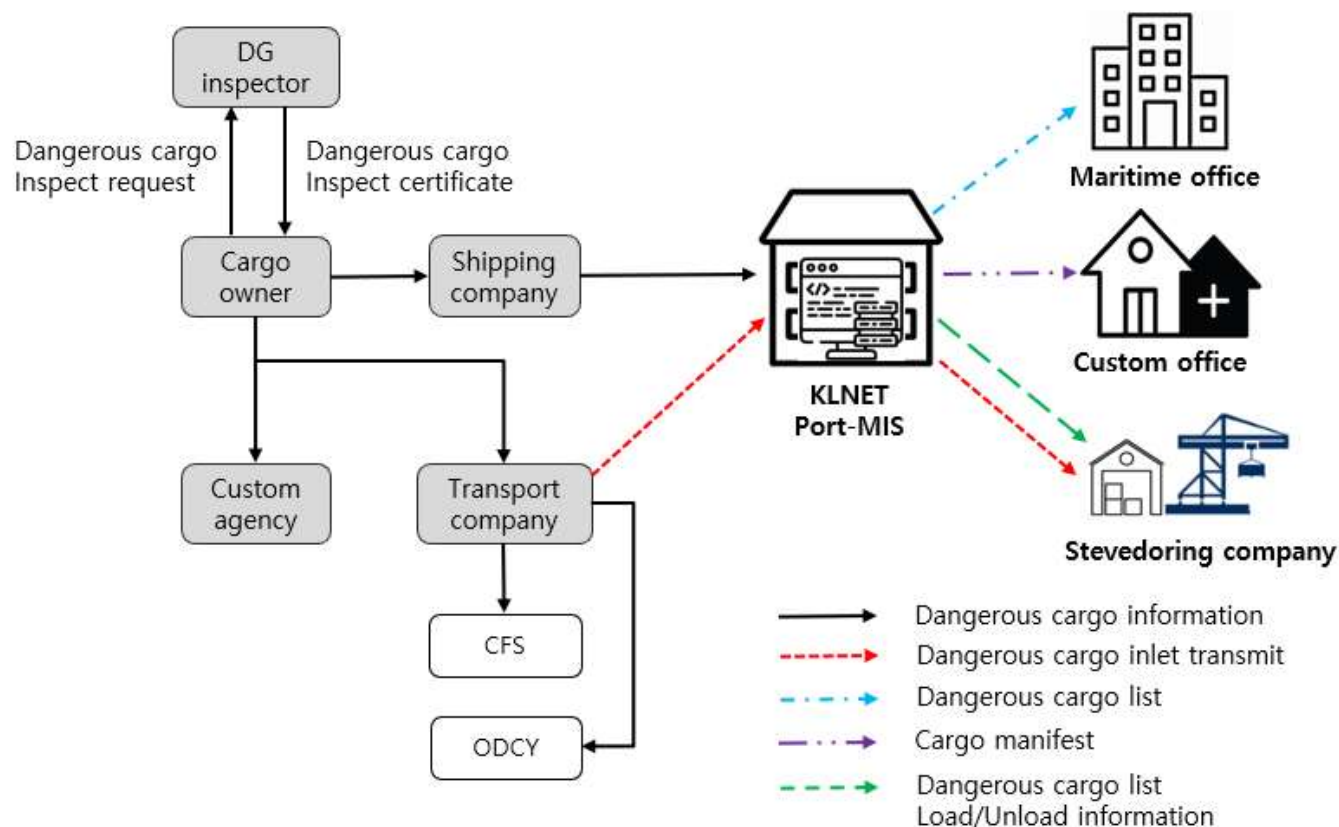 DG
inspector
Dangerous cargo
Inspect request
Dangerous cargo
Inspect certificate
Cargo
owner
Shipping
company
Custom
agency
Transport
company
CFS
ODCY
KLNET
Port-MIS
Maritime office
Custom office
Stevedoring company
Dangerous cargo information
Dangerous cargo inlet transmit
Dangerous cargo list
Cargo manifest
Dangerous cargo list
Load/Unload information